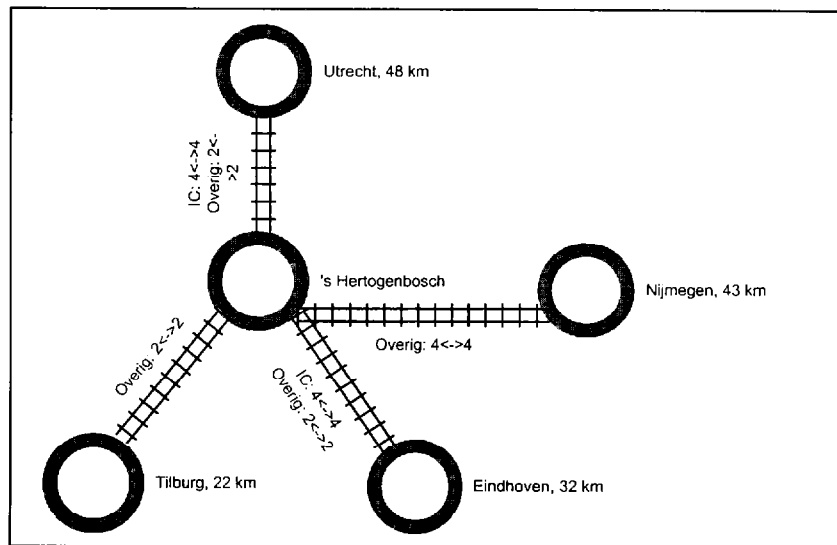 Utrecht, 48 km
IC: 4<->4
Overig: 2<-
>2
's Hertogenbosch
Nijmegen, 43 km
Overig: 4<->4
Overig: 2<->2
IC: 4<->4
Overig: 2<->2
Tilburg, 22 km
Eindhoven, 32 km